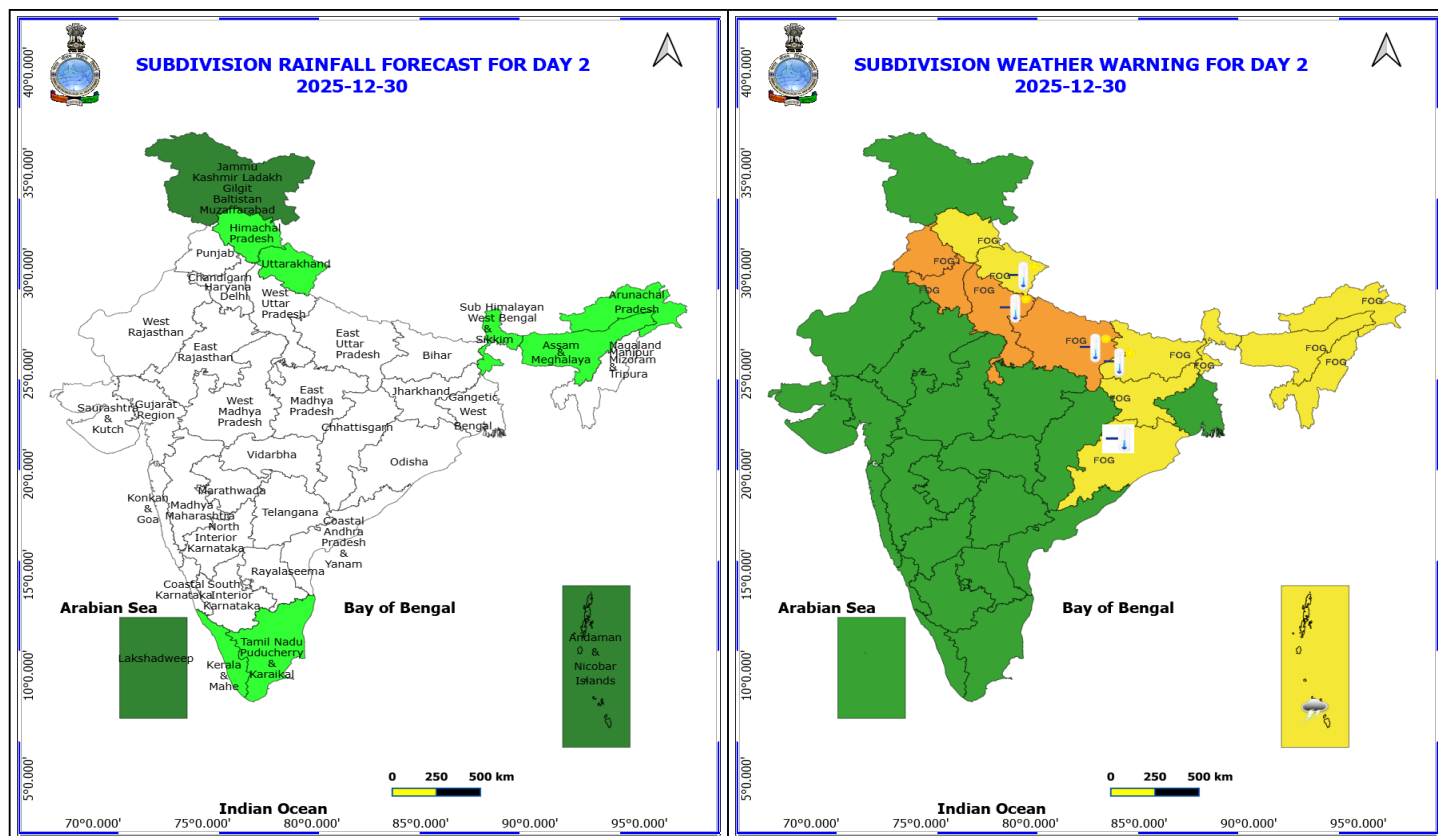 SUBDIVISION RAINFALL FORECAST FOR DAY 2
2025-12-30
40°0.000'
35°0.000'
30°0.000'
25°0.000'
20°0.000'
15°0.000'
10°0.000'
5°0.000'
Jammu
Kashmir Ladakh
Gilgit
Baltistan
Muzaffarabad
Himachal
Pradesh
Punjab
Uttarakhand
Chandigarh
Haryana
Delhi
West
Uttar
Pradesh
West
Rajasthan
East
Rajasthan
East
Uttar
Pradesh
Bihar
Sub Himalayan
West Bengal
&
Sikkim
Arunachal
Pradesh
Assam
&
Meghalaya
Nagaland
Manipur
Mizoram
&
Tripura
Saurashtra
&
Kutch
Gujarat
Region
West
Madhya
Pradesh
East
Madhya
Pradesh
Jharkhand
Gangetic
West
Bengal
Chhattisgarh
Vidarbha
Odisha
Konkan
&
Goa
Madhya
Maharashtra
Marathwada
Telangana
North
Interior
Karnataka
Coastal
Andhra
Pradesh
&
Yanam
Rayalaseema
Coastal
Karnataka
South
Interior
Karnataka
Arabian Sea
Bay of Bengal
Lakshadweep
Kerala
&
Mahe
Tamil Nadu
Puducherry
&
Karaikal
Andaman
&
Nicobar
Islands
0 250 500 km
Indian Ocean
70°0.000' 75°0.000' 80°0.000' 85°0.000' 90°0.000' 95°0.000'
SUBDIVISION WEATHER WARNING FOR DAY 2
2025-12-30
40°0.000'
35°0.000'
30°0.000'
25°0.000'
20°0.000'
15°0.000'
10°0.000'
5°0.000'
FOG
FOG
FOG
FOG
FOG
FOG
FOG
FOG
FOG
FOG
FOG
FOG
FOG
FOG
Arabian Sea
Bay of Bengal
0 250 500 km
Indian Ocean
70°0.000' 75°0.000' 80°0.000' 85°0.000' 90°0.000' 95°0.000'